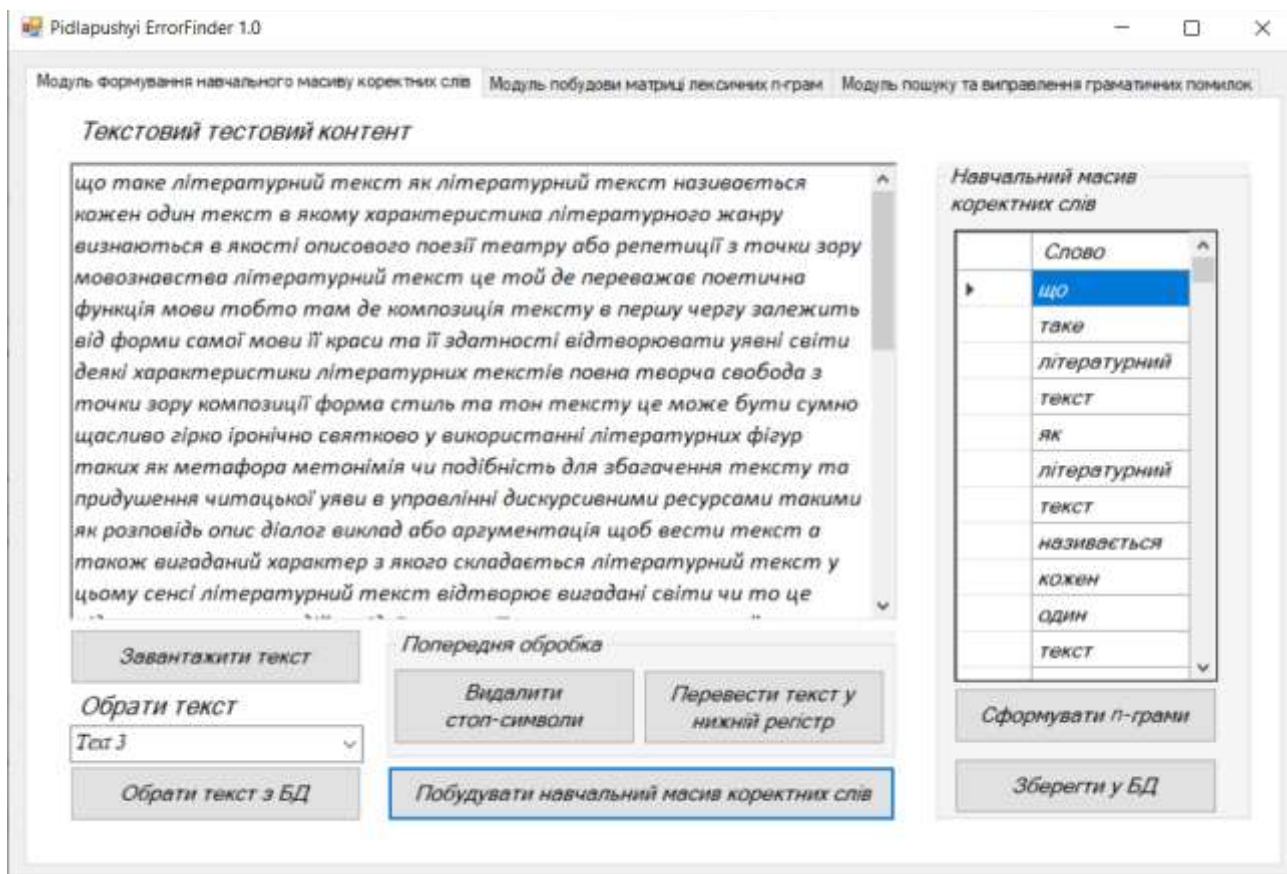 Pidlapushyi ErrorFinder 1.0
Модуль формування навчального масиву коректних слів
Модуль побудови матриці лексичних n-грам
Модуль пошуку та виправлення граматичних помилок
Текстовий тестовий контент
що таке літературний текст як літературний текст називається
кожен один текст в якому характеристика літературного жанру
визнаються в якості описового поезії театру або репетиції з точки зору
мовознавства літературний текст це той де переважає поетична
функція мови тобто там де композиція тексту в першу чергу залежить
від форми самої мови її краси та її здатності відтворювати уявні світи
деякі характеристики літературних текстів повна творча свобода з
точки зору композиції форма стиль та тон тексту це може бути сумно
щасливо гірко іронічно святково у використанні літературних фігур
таких як метафора метонімія чи подібність для збагачення тексту та
придушення читацької уяви в управлінні дискурсивними ресурсами такими
як розповідь опис діалог виклад або аргументація щоб вести текст а
також вигаданий характер з якого складається літературний текст у
цьому сенсі літературний текст відтворює вигадані світи чи то це
Завантажити текст
Обрати текст
Text 3
Обрати текст з БД
Попередня обробка
Видалити
стоп-символи
Перевести текст у
нижній регістр
Побудувати навчальний масив коректних слів
Навчальний масив
коректних слів
Слово
що
таке
літературний
текст
як
літературний
текст
називається
кожен
один
текст
Сформувати n-грами
Зберегти у БД